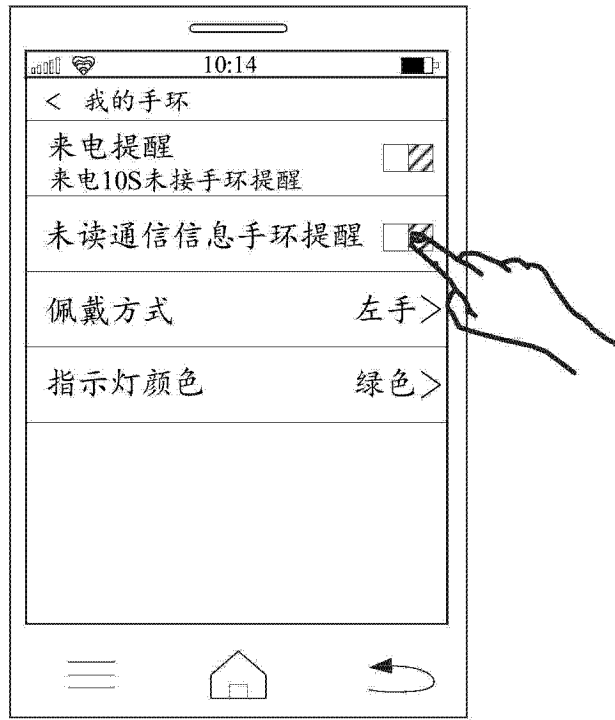 10:14
< 我的手环
来电提醒
来电10S未接手环提醒
未读通信信息手环提醒
佩戴方式 左手>
指示灯颜色 绿色>